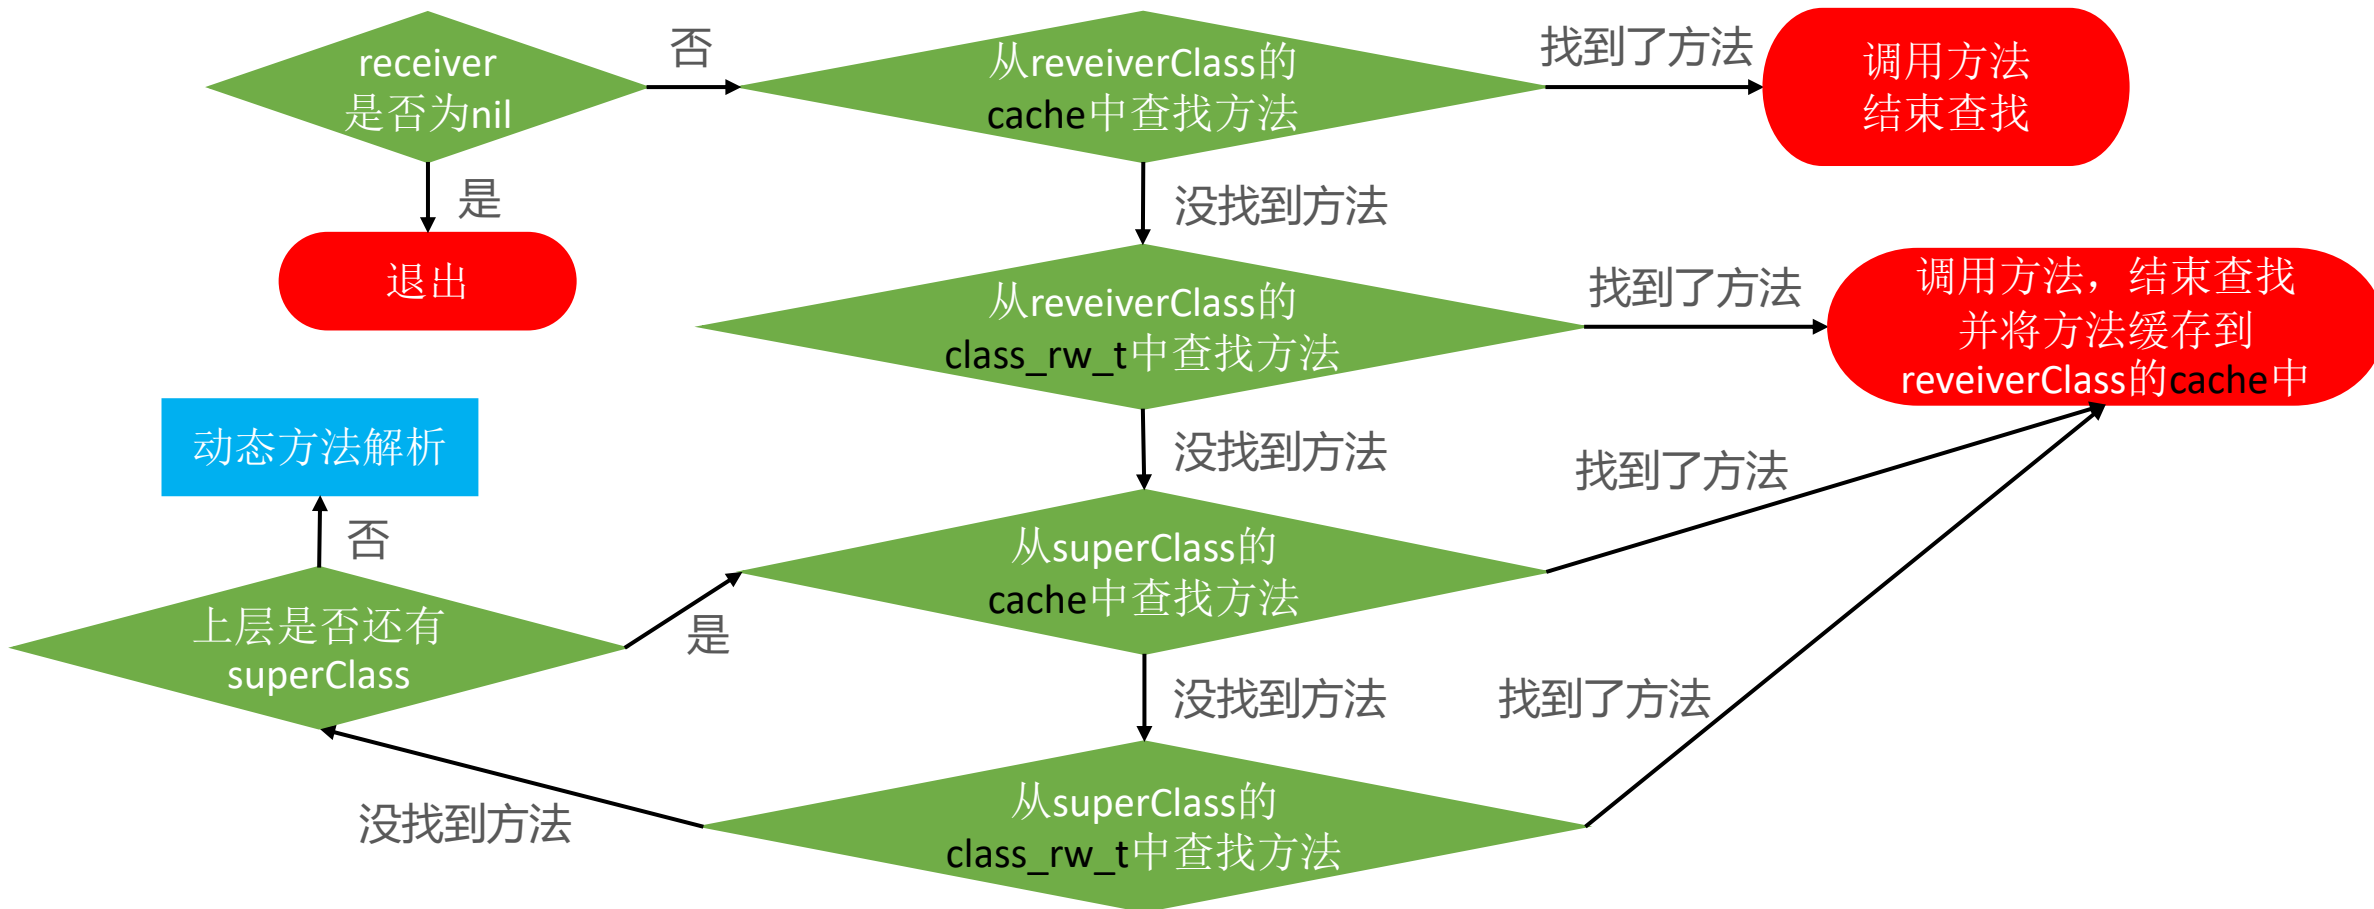 receiver
是否为nil
否
从reveiverClass的
cache中查找方法
找到了方法
调用方法
结束查找
是
没找到方法
退出
从reveiverClass的
class_rw_t中查找方法
找到了方法
调用方法，结束查找
并将方法缓存到
reveiverClass的cache中
动态方法解析
没找到方法
找到了方法
否
从superClass的
cache中查找方法
上层是否还有
superClass
是
没找到方法
找到了方法
没找到方法
从superClass的
class_rw_t中查找方法